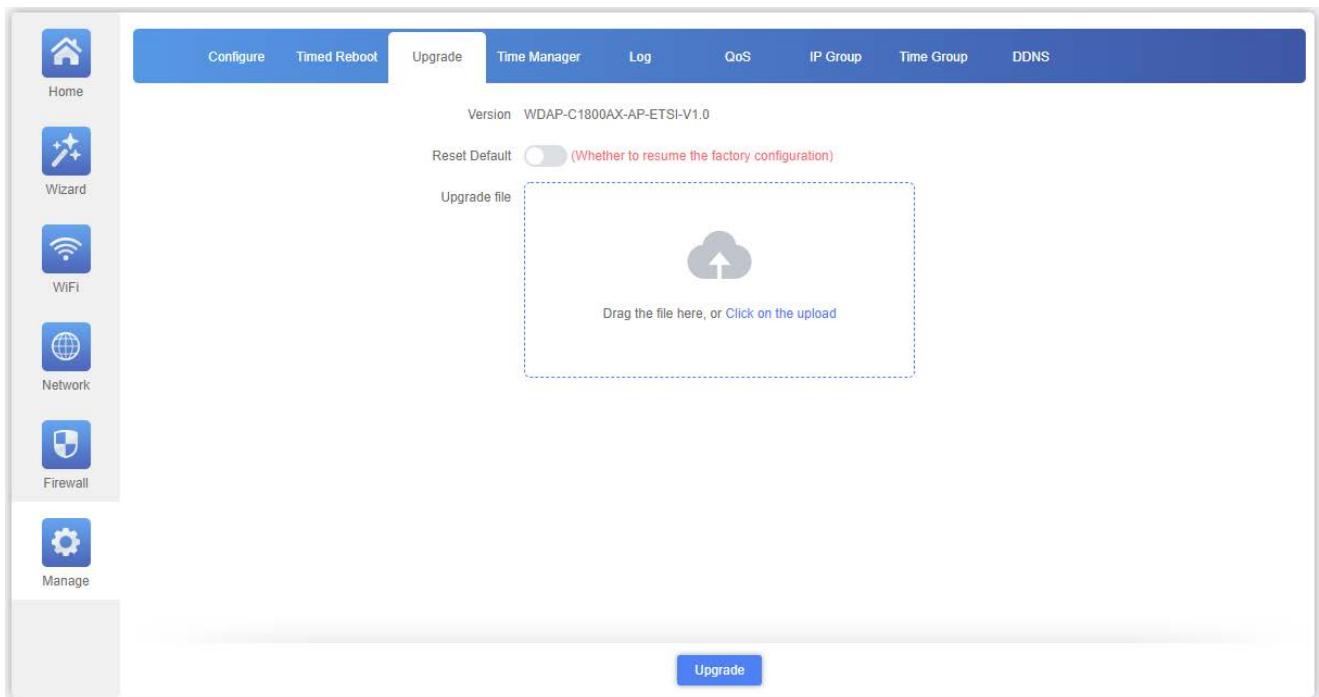 Home
Wizard
WiFi
Network
Firewall
Manage
Configure Timed Reboot Upgrade Time Manager Log QoS IP Group Time Group DDNS
Version WDAP-C1800AX-AP-ETSI-V1.0
Reset Default (Whether to resume the factory configuration)
Upgrade file
Drag the file here, or Click on the upload
Upgrade